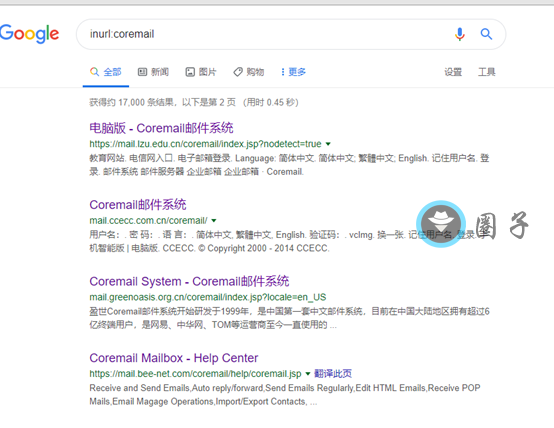 Google
inurl:coremail
全部 新闻 图片 购物 更多 设置 工具
获得约 17,000 条结果，以下是第 2 页 （用时 0.45 秒）
电脑版 - Coremail邮件系统
https://mail.lzu.edu.cn/coremail/index.jsp?nodetect=true
教育网站. 电信网入口. 电子邮箱登录. Language: 简体中文. 简体中文; 繁體中文; English. 记住用户名. 登
录. 邮件系统 邮件服务器 企业邮箱 企业邮箱 · Coremail.
Coremail邮件系统
mail.ccecc.com.cn/coremail/
用户名: . 密 码: . 语 言: . 简体中文, 繁體中文, English. 验证码: . vcImg. 换一张. 记住用户名. 登录. 手
机智能版 | 电脑版. CCECC. © Copyright 2000 - 2014 CCECC.
圈子
Coremail System - Coremail邮件系统
mail.greenoasis.org.cn/coremail/index.jsp?locale=en_US
盈世Coremail邮件系统开始研发于1999年，是中国第一套中文邮件系统，目前在中国大陆地区拥有超过6
亿终端用户，是网易、中华网、TOM等运营商至今一直使用的 ...
Coremail Mailbox - Help Center
https://mail.bee-net.com/coremail/help/coremail.jsp 翻译此页
Receive and Send Emails,Auto reply/forward,Send Emails Regularly,Edit HTML Emails,Receive POP
Mails,Email Magage Operations,Import/Export Contacts, ...